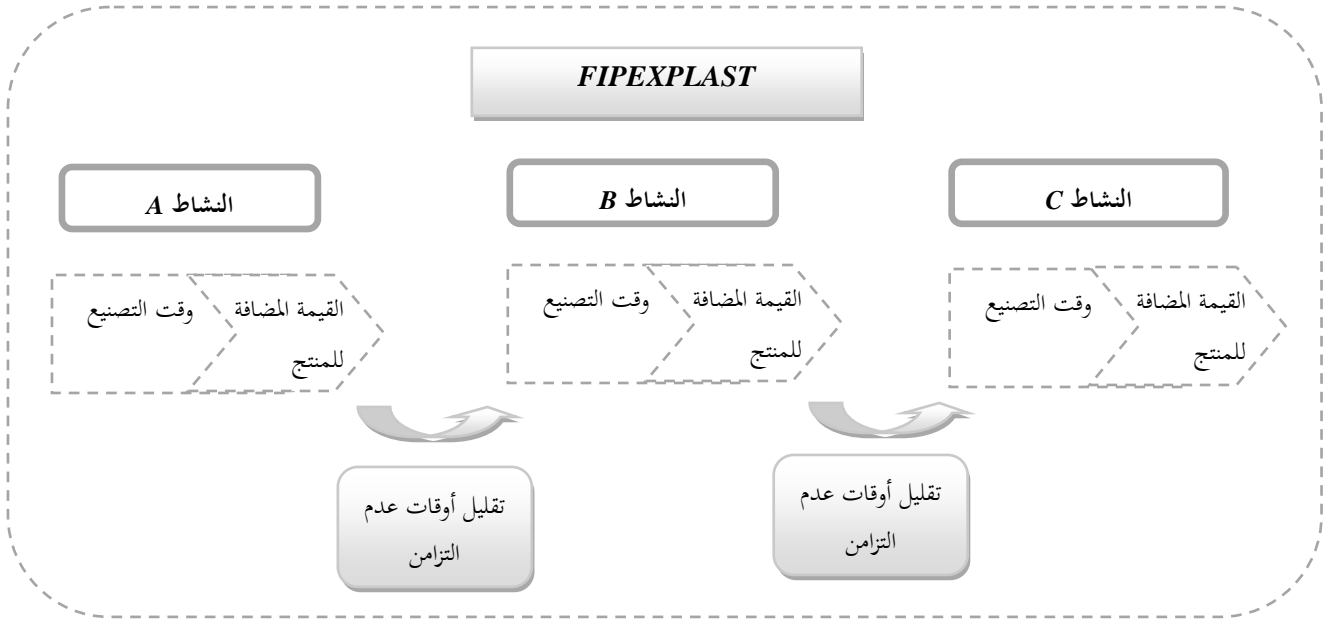 FIPEXPLAST
النشاط A
النشاط B
النشاط C
وقت التصنيع
القيمة المضافة
للمنتج
وقت التصنيع
القيمة المضافة
للمنتج
وقت التصنيع
القيمة المضافة
للمنتج
تقليل أوقات عدم
التزامن
تقليل أوقات عدم
التزامن